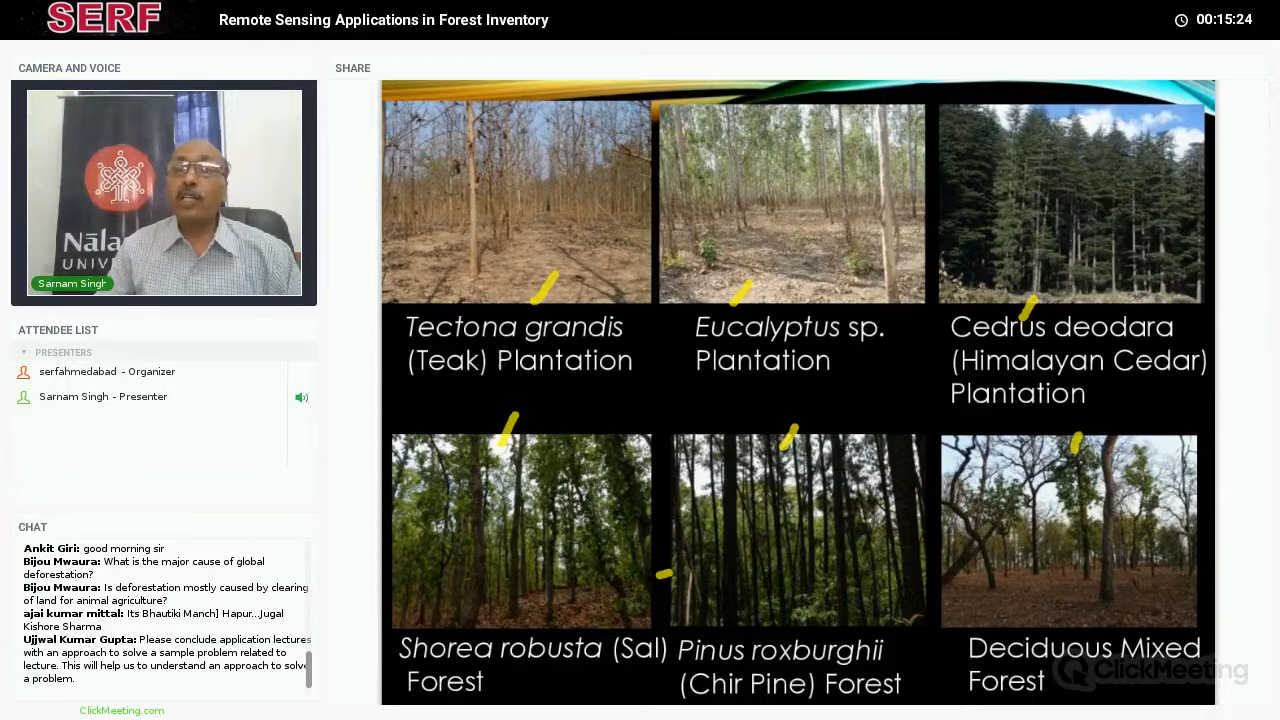 SERF
Remote Sensing Applications in Forest Inventory
00:15:24
CAMERA AND VOICE
SHARE
UNIV
Sarnam Singh
ATTENDEE LIST
PRESENTERS
serfahmedabad - Organizer
Sarnam Singh - Presenter
CHAT
Ankit Giri: good morning sir
Bijou Mwaura: What is the major cause of global
deforestation?
Bijou Mwaura: Is deforestation mostly caused by clearing
of land for animal agriculture?
ajai kumar mittal: Its Bhautiki Manch] Hapur...Jugal
Kishore Sharma
Ujjwal Kumar Gupta: Please conclude application lectures
with an approach to solve a sample problem related to
lecture. This will help us to understand an approach to solve
a problem.
ClickMeeting.com
Tectona grandis
(Teak) Plantation
Eucalyptus sp.
Plantation
Cedrus deodara
(Himalayan Cedar)
Plantation
Shorea robusta (Sal)
Forest
Pinus roxburghii
(Chir Pine) Forest
Deciduous Mixed
Forest
ClickMeeting